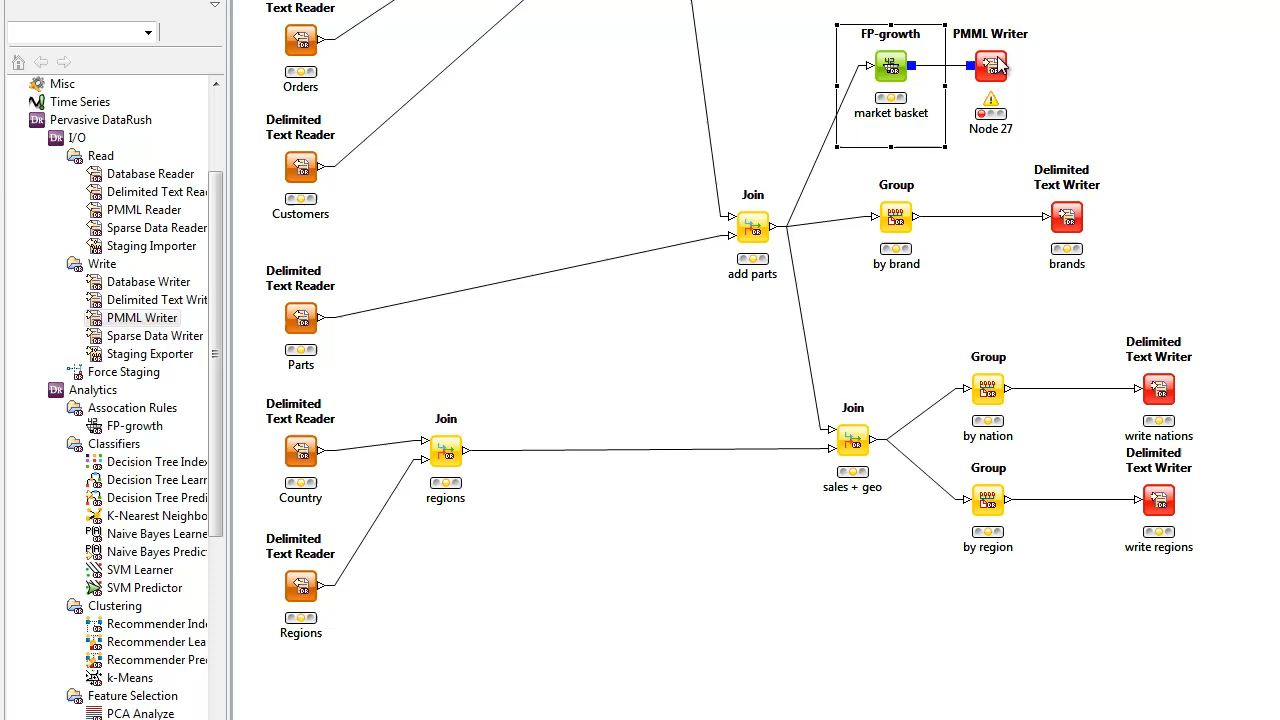 Misc
Time Series
Pervasive DataRush
I/O
Read
Database Reader
Delimited Text Read
PMML Reader
Sparse Data Reader
Staging Importer
Write
Database Writer
Delimited Text Writ
PMML Writer
Sparse Data Writer
Staging Exporter
Force Staging
Analytics
Assocation Rules
FP-growth
Classifiers
Decision Tree Index
Decision Tree Learr
Decision Tree Predi
K-Nearest Neighbo
Naive Bayes Learne
Naive Bayes Predic
SVM Learner
SVM Predictor
Clustering
Recommender Inde
Recommender Lea
Recommender Pre
k-Means
Feature Selection
PCA Analyze
Text Reader
Orders
Delimited
Text Reader
Customers
Delimited
Text Reader
Parts
Delimited
Text Reader
Country
Delimited
Text Reader
Regions
Join
regions
Join
add parts
FP-growth
market basket
PMML Writer
Node 27
Group
by brand
Delimited
Text Writer
brands
Join
sales + geo
Group
by nation
Delimited
Text Writer
write nations
Group
by region
Delimited
Text Writer
write regions